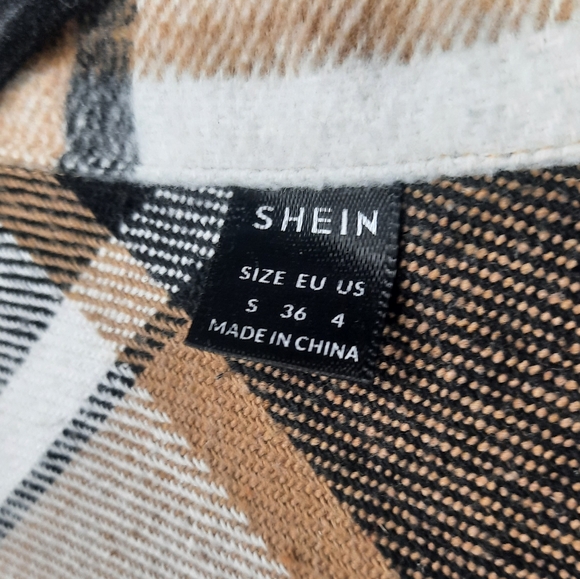 SHEIN
SIZE EU US
S 36 4
MADE IN CHINA